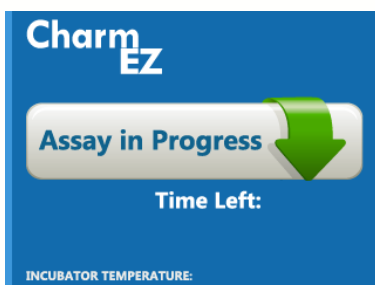 Charm
EZ
Assay in Progress
Time Left:
INCUBATOR TEMPERATURE: